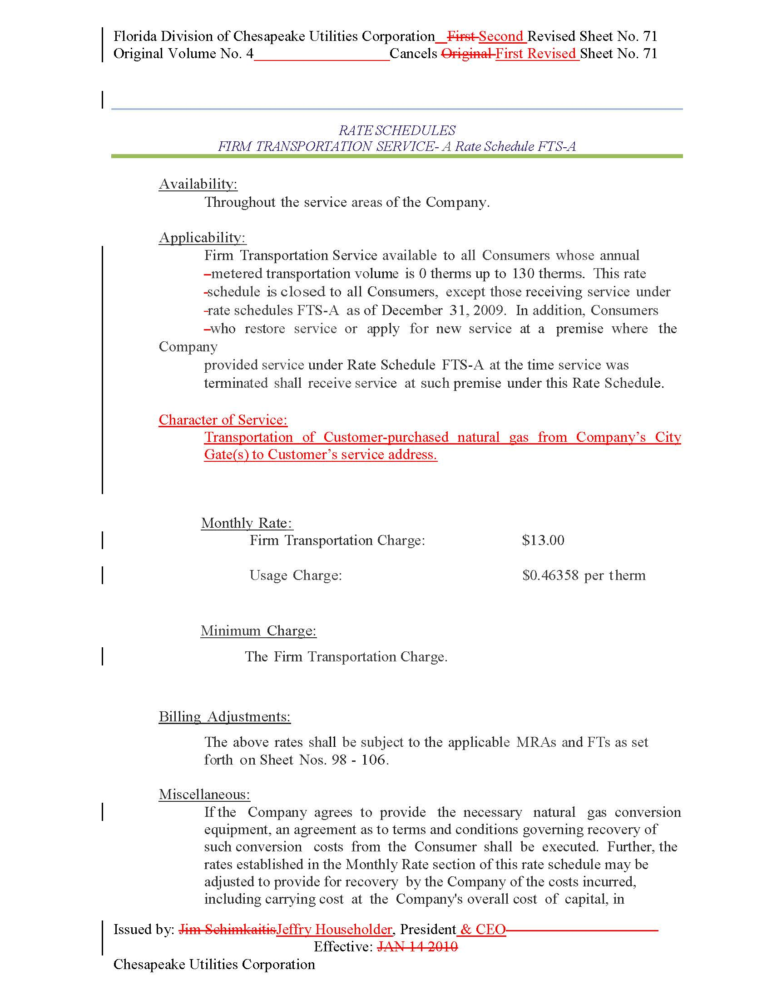 Florida Division of Chesapeake Utilities Corporation__First Second Revised Sheet No. 71
Original Volume No. 4 Cancels Original First Revised Sheet No. 71
RATE SCHEDULES
FIRM TRANSPORTATION SERVICE- A Rate Schedule FTS-A
Availability:
Throughout the service areas of the Company.
Applicability:
Firm Transportation Service available to all Consumers whose annual
metered transportation volume is 0 therms up to 130 therms. This rate
schedule is closed to all Consumers, except those receiving service under
rate schedules FTS-A as of December 31, 2009. In addition, Consumers
who restore service or apply for new service at a premise where the
Company
provided service under Rate Schedule FTS-A at the time service was
terminated shall receive service at such premise under this Rate Schedule.
Character of Service:
Transportation of Customer-purchased natural gas from Company’s City
Gate(s) to Customer’s service address.
Monthly Rate:
Firm Transportation Charge: $13.00
Usage Charge: $0.46358 per therm
Minimum Charge:
The Firm Transportation Charge.
Billing Adjustments:
The above rates shall be subject to the applicable MRAs and FTs as set
forth on Sheet Nos. 98 - 106.
Miscellaneous:
If the Company agrees to provide the necessary natural gas conversion
equipment, an agreement as to terms and conditions governing recovery of
such conversion costs from the Consumer shall be executed. Further, the
rates established in the Monthly Rate section of this rate schedule may be
adjusted to provide for recovery by the Company of the costs incurred,
including carrying cost at the Company's overall cost of capital, in
Issued by: Jim SchimkaitisJeffry Householder, President & CEO
Effective: JAN 14 2010
Chesapeake Utilities Corporation